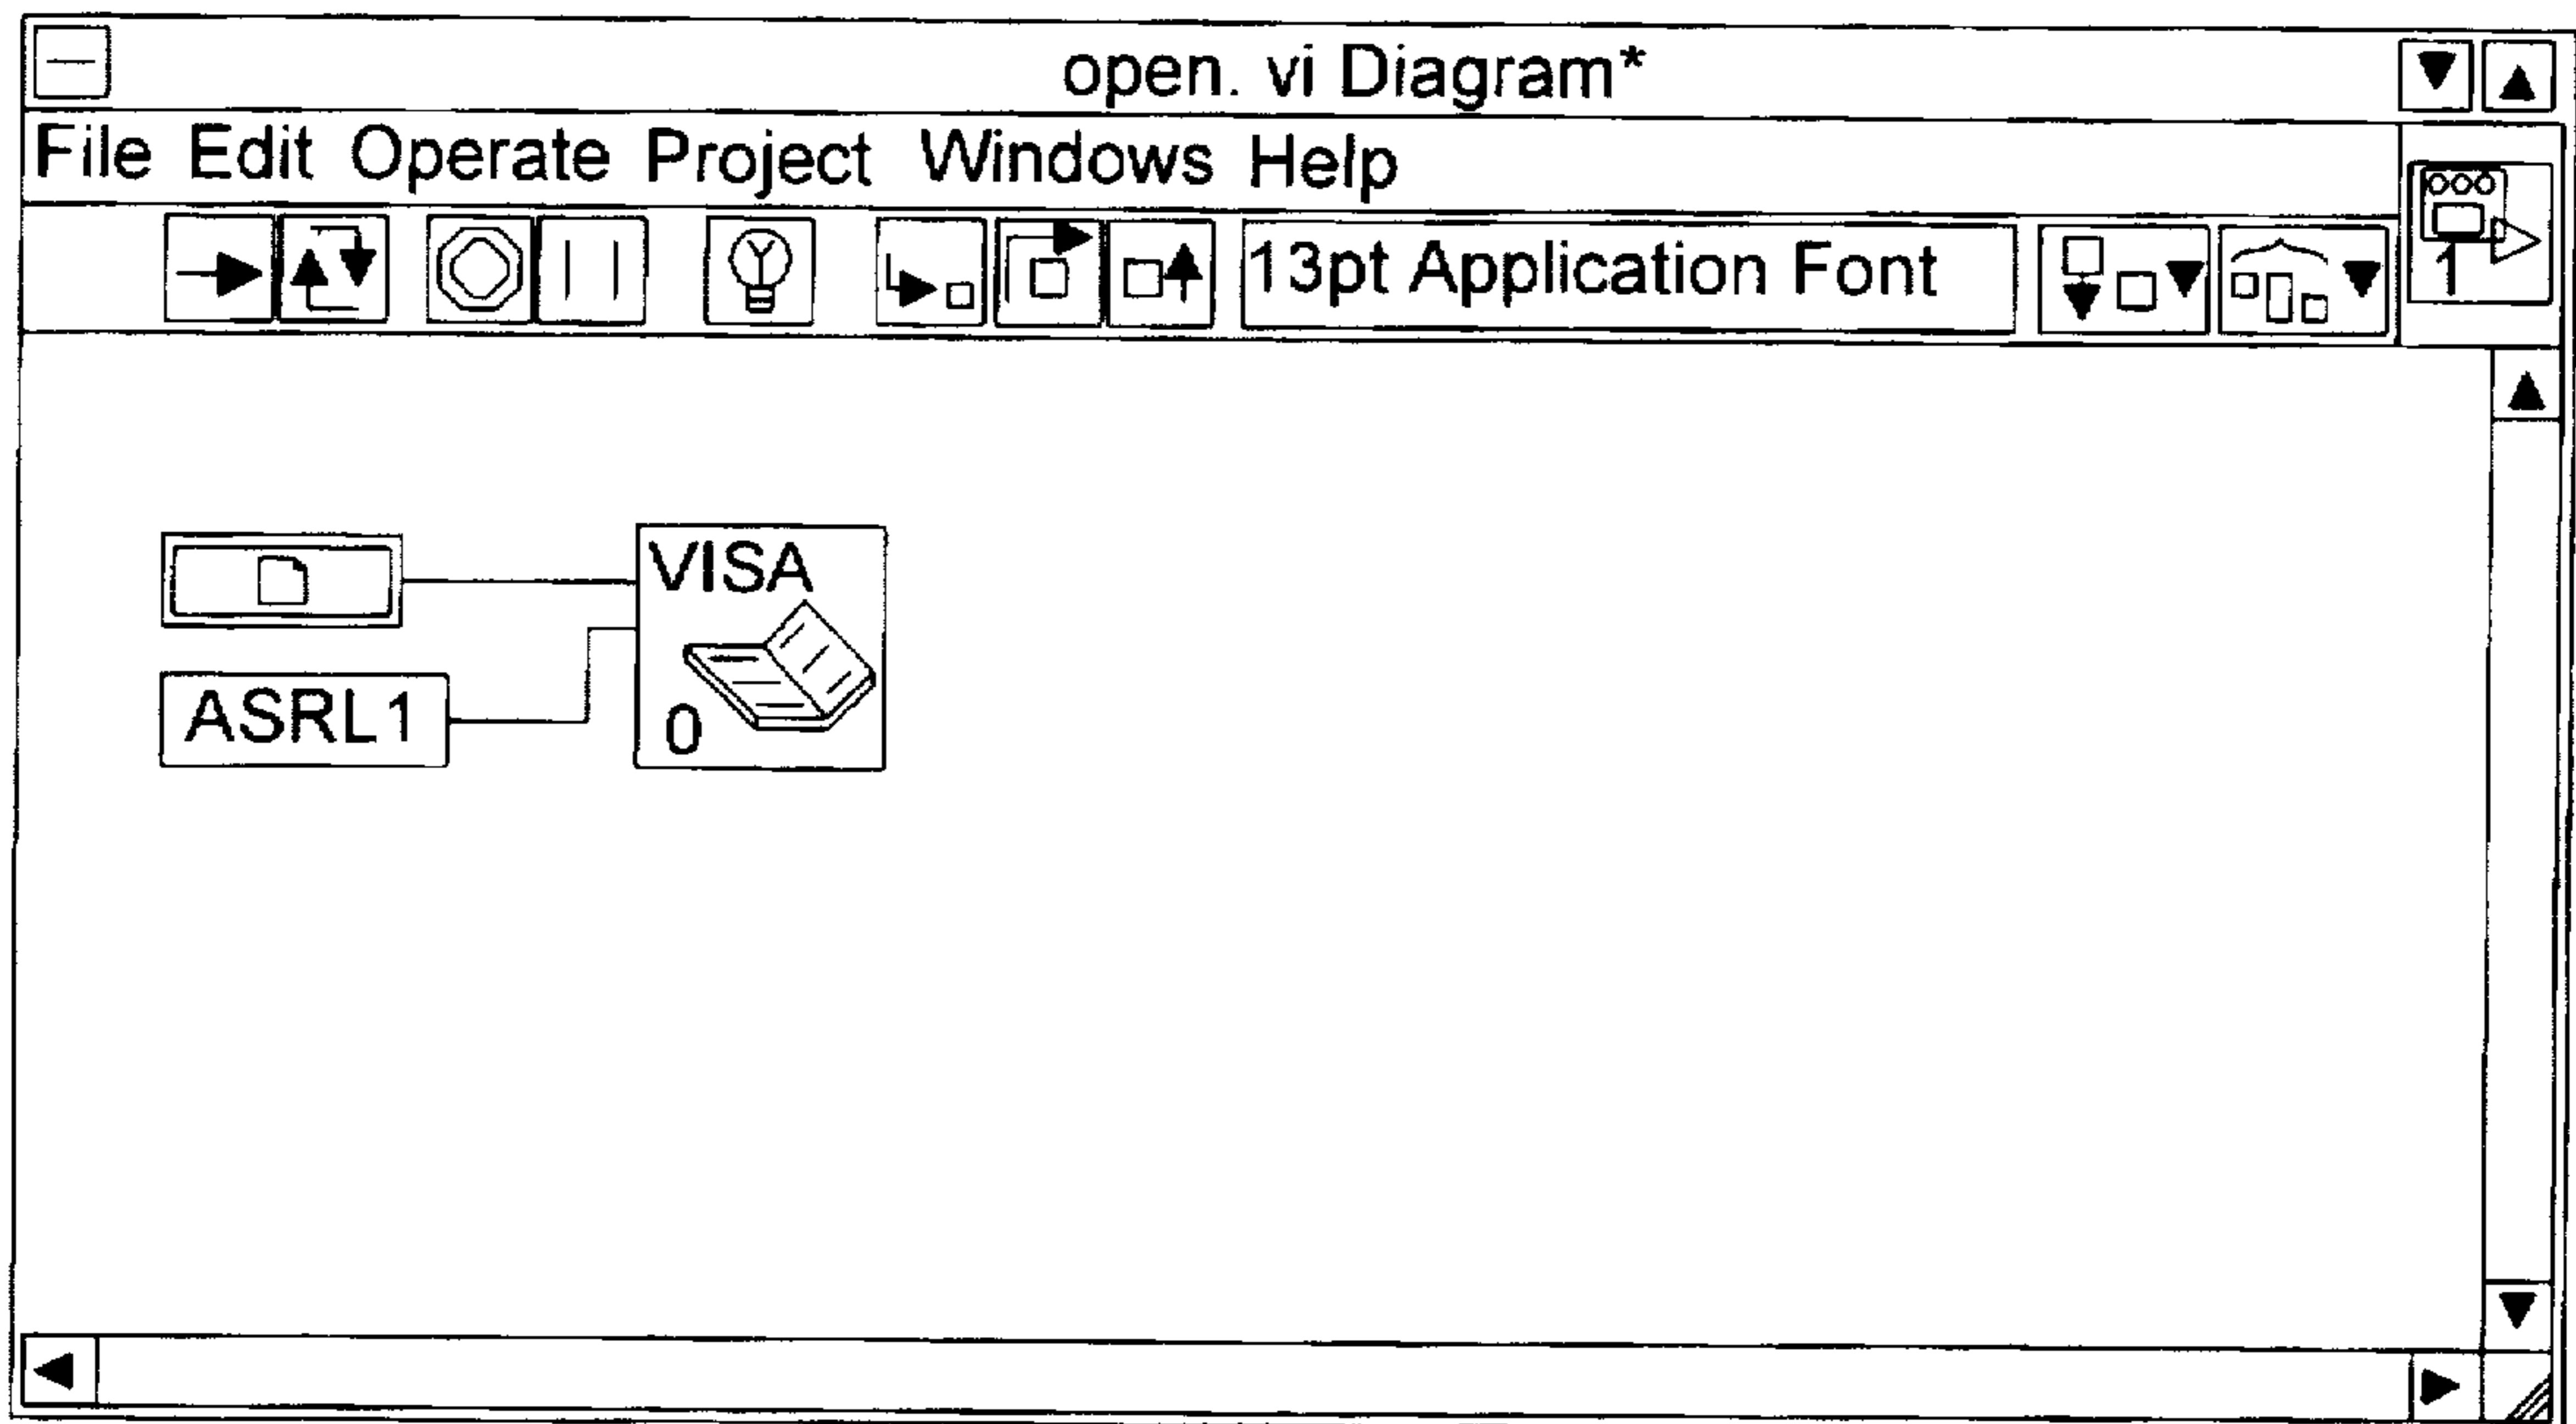 open. vi Diagram*
File Edit Operate Project Windows Help
13pt Application Font
1
VISA
0
ASRL1